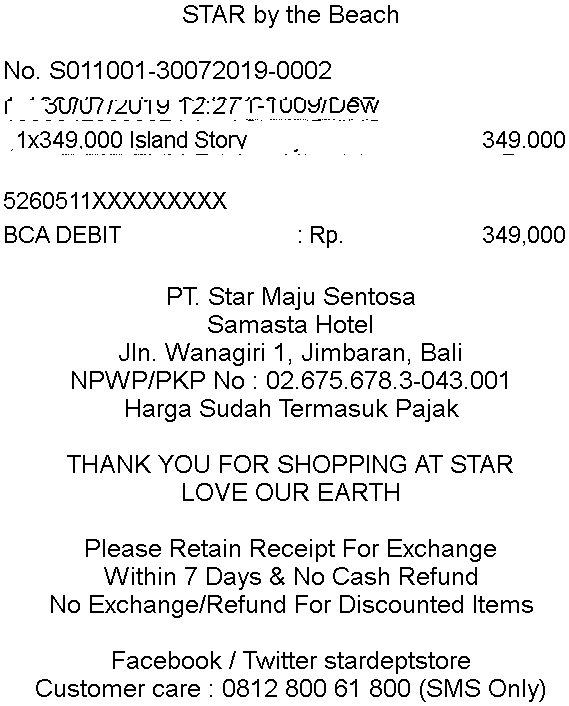 STAR by the Beach
No. S011001-30072019-0002
30/07/2019 12:27 1-1009/Dew
1x349.000 Island Story 349.000
5260511XXXXXXXXX
BCA DEBIT : Rp. 349,000
PT. Star Maju Sentosa
Samasta Hotel
Jln. Wanagiri 1, Jimbaran, Bali
NPWP/PKP No : 02.675.678.3-043.001
Harga Sudah Termasuk Pajak
THANK YOU FOR SHOPPING AT STAR
LOVE OUR EARTH
Please Retain Receipt For Exchange
Within 7 Days & No Cash Refund
No Exchange/Refund For Discounted Items
Facebook / Twitter stardeptstore
Customer care : 0812 800 61 800 (SMS Only)